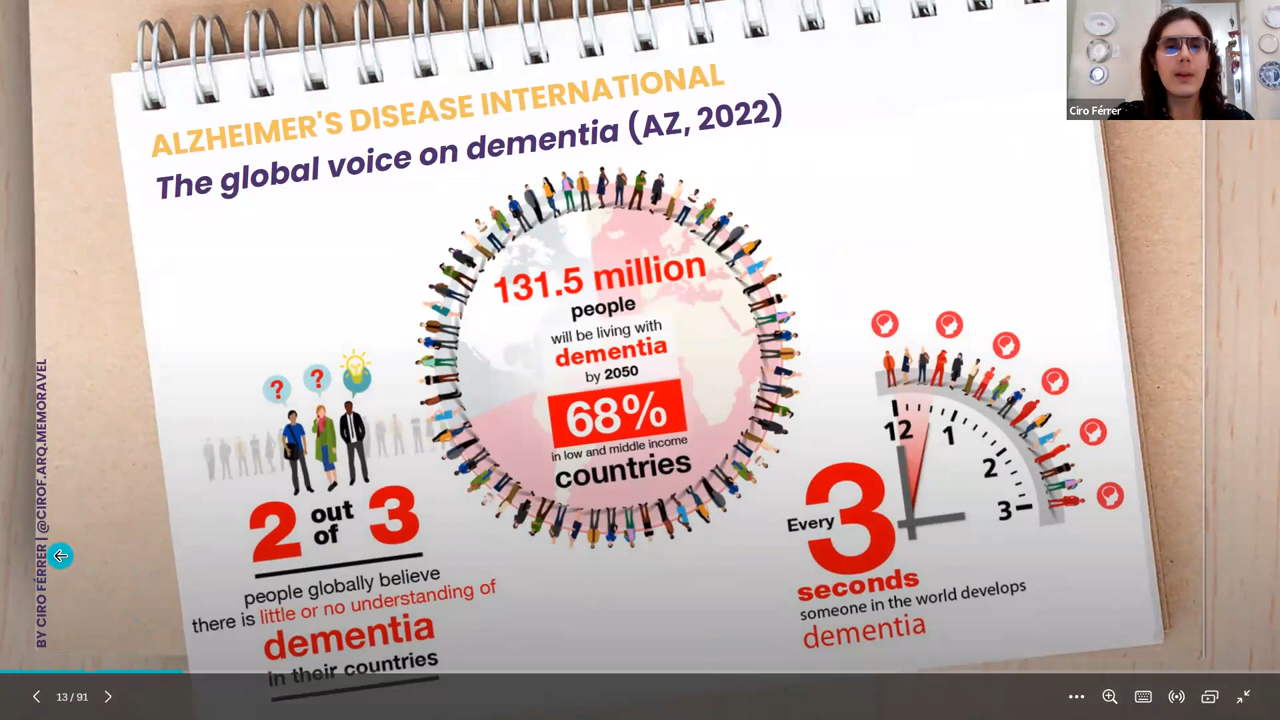 ALZHEIMER'S DISEASE INTERNATIONAL
The global voice on dementia (AZ, 2022)
Ciro Férrer
131.5 million
people
will be living with
dementia
by 2050
68%
in low and middle income
countries
? ?
2 out of 3
people globally believe
there is little or no understanding of
dementia
in their countries
12
1
2
3
Every 3
seconds
someone in the world develops
dementia
BY CIRO FÉRRER | @CIROF.ARQ.MEMORAVEL
13 / 91